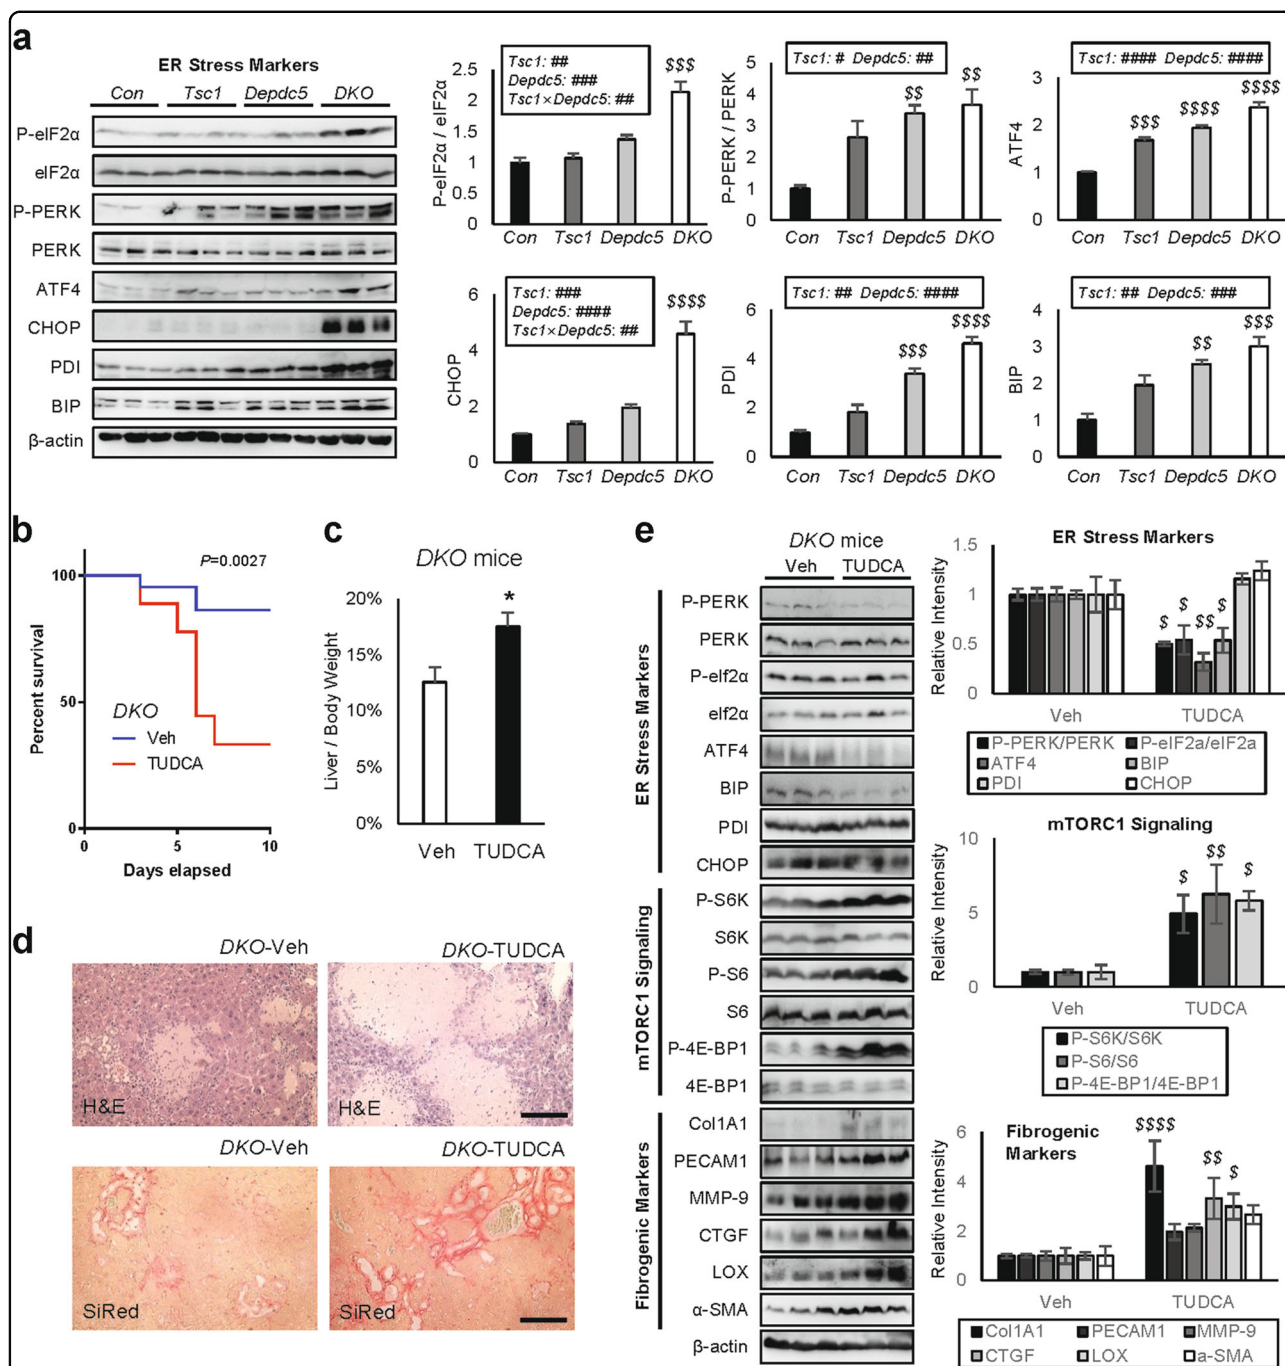 a
ER Stress Markers
Con Tsc1 Depdc5 DKO
P-eIF2α
eIF2α
P-PERK
PERK
ATF4
CHOP
PDI
BIP
β-actin
Tsc1: ##
Depdc5: ###
Tsc1×Depdc5: ##
$$$
P-eIF2α / eIF2α
2.5
2
1.5
1
0.5
0
Con Tsc1 Depdc5 DKO
Tsc1: # Depdc5: ##
$$ $$
P-PERK / PERK
5
4
3
2
1
0
Con Tsc1 Depdc5 DKO
Tsc1: #### Depdc5: ####
$$$ $$$$ $$$$
ATF4
3
2
1
0
Con Tsc1 Depdc5 DKO
Tsc1: ###
Depdc5: ####
Tsc1×Depdc5: ##
$$$$
CHOP
6
4
2
0
Con Tsc1 Depdc5 DKO
Tsc1: ## Depdc5: ####
$$$ $$$$
PDI
6
4
2
0
Con Tsc1 Depdc5 DKO
Tsc1: ## Depdc5: ###
$$ $$$
BIP
4
3
2
1
0
Con Tsc1 Depdc5 DKO
b
P=0.0027
Percent survival
100
50
0
DKO
Veh
TUDCA
0 5 10
Days elapsed
c
DKO mice
Liver / Body Weight
20%
15%
10%
5%
0%
*
Veh TUDCA
d
DKO-Veh DKO-TUDCA
H&E H&E
DKO-Veh DKO-TUDCA
SiRed SiRed
e
DKO mice
Veh TUDCA
ER Stress Markers
P-PERK
PERK
P-elf2α
elf2α
ATF4
BIP
PDI
CHOP
mTORC1 Signaling
P-S6K
S6K
P-S6
S6
P-4E-BP1
4E-BP1
Fibrogenic Markers
Col1A1
PECAM1
MMP-9
CTGF
LOX
α-SMA
β-actin
ER Stress Markers
Relative Intensity
1.5
1
0.5
0
$ $ $$ $
Veh TUDCA
P-PERK/PERK P-eIF2a/eIF2a
ATF4 BIP
PDI CHOP
mTORC1 Signaling
Relative Intensity
10
5
0
$ $$ $
Veh TUDCA
P-S6K/S6K
P-S6/S6
P-4E-BP1/4E-BP1
Fibrogenic
Markers
Relative Intensity
6
4
2
0
$$$$ $$ $
Veh TUDCA
Col1A1 PECAM1 MMP-9
CTGF LOX a-SMA